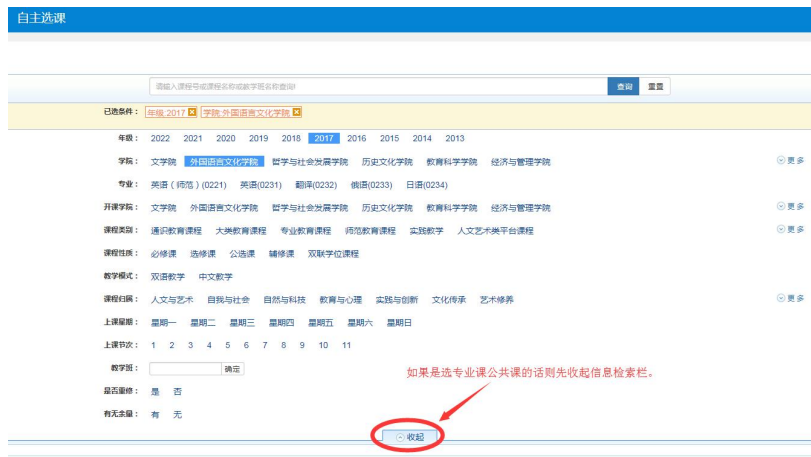 自主选课
请输入课程号或课程名称或教学班名称查询! 查询 重置
已选条件： 年级:2017 学院:外国语言文化学院
年级： 2022 2021 2020 2019 2018 2017 2016 2015 2014 2013
学院： 文学院 外国语言文化学院 哲学与社会发展学院 历史文化学院 教育科学学院 经济与管理学院 更多
专业： 英语（师范）(0221) 英语(0231) 翻译(0232) 俄语(0233) 日语(0234)
开课学院： 文学院 外国语言文化学院 哲学与社会发展学院 历史文化学院 教育科学学院 经济与管理学院 更多
课程类别： 通识教育课程 大类教育课程 专业教育课程 师范教育课程 实践教学 人文艺术类平台课程 更多
课程性质： 必修课 选修课 公选课 辅修课 双联学位课程
教学模式： 双语教学 中文教学
课程归属： 人文与艺术 自我与社会 自然与科技 教育与心理 实践与创新 文化传承 艺术修养 更多
上课星期： 星期一 星期二 星期三 星期四 星期五 星期六 星期日
上课节次： 1 2 3 4 5 6 7 8 9 10 11
教学班： 确定
如果是选专业课公共课的话则先收起信息检索栏。
是否重修： 是 否
有无余量： 有 无
收起